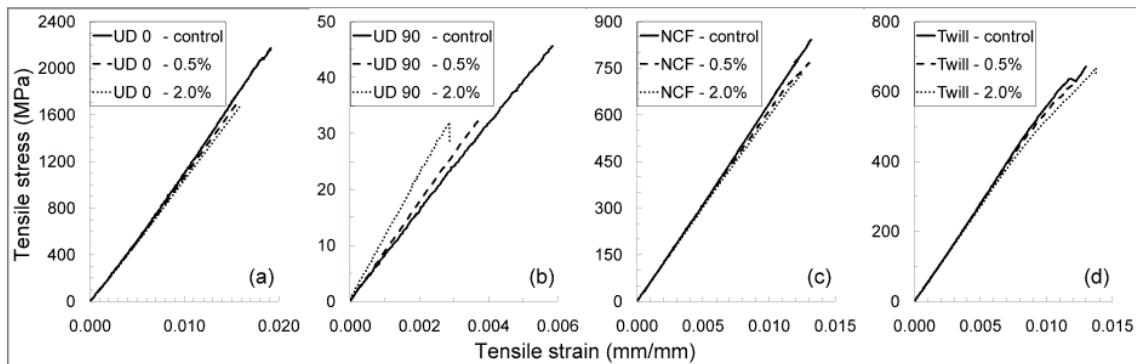 Tensile stress (MPa)
2400
2000
1600
1200
800
400
0
0.000
0.010
0.020
UD 0 - control
UD 0 - 0.5%
UD 0 - 2.0%
(a)
50
40
30
20
10
0
0.000
0.002
0.004
0.006
UD 90 - control
UD 90 - 0.5%
UD 90 - 2.0%
(b)
900
750
600
450
300
150
0
0.000
0.005
0.010
0.015
NCF - control
NCF - 0.5%
NCF - 2.0%
(c)
800
600
400
200
0
0.000
0.005
0.010
0.015
Twill - control
Twill - 0.5%
Twill - 2.0%
(d)
Tensile strain (mm/mm)